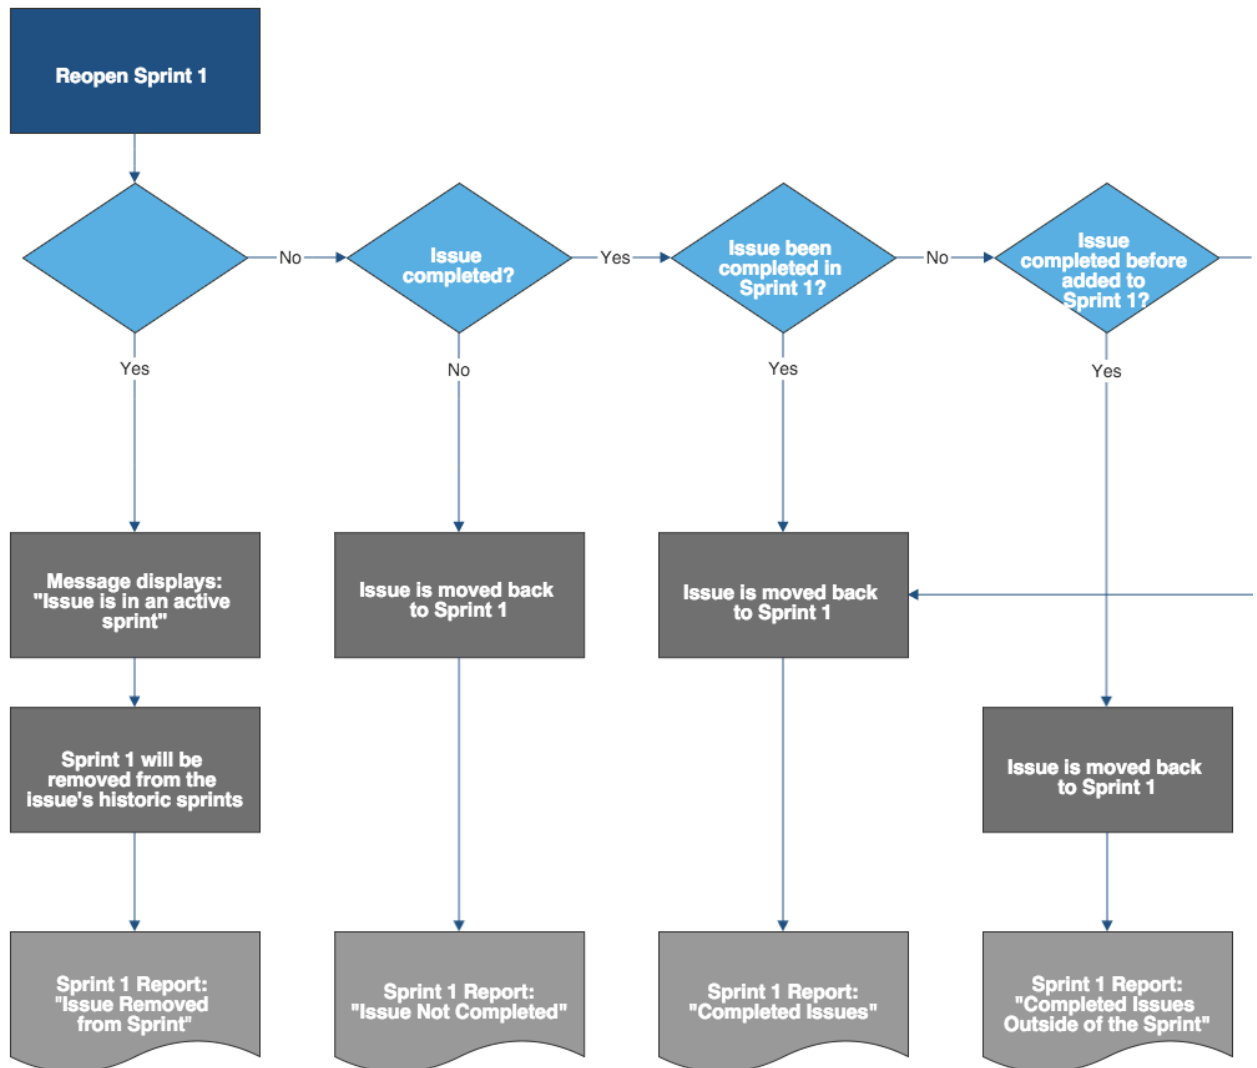 Reopen Sprint 1
No
Issue
completed?
Yes
Issue been
completed in
Sprint 1?
No
Issue
completed before
added to
Sprint 1?
Yes
No
Yes
Yes
Message displays:
"Issue is in an active
sprint"
Issue is moved back
to Sprint 1
Issue is moved back
to Sprint 1
Sprint 1 will be
removed from the
issue's historic sprints
Issue is moved back
to Sprint 1
Sprint 1 Report:
"Issue Removed
from Sprint"
Sprint 1 Report:
"Issue Not Completed"
Sprint 1 Report:
"Completed Issues"
Sprint 1 Report:
"Completed Issues
Outside of the Sprint"